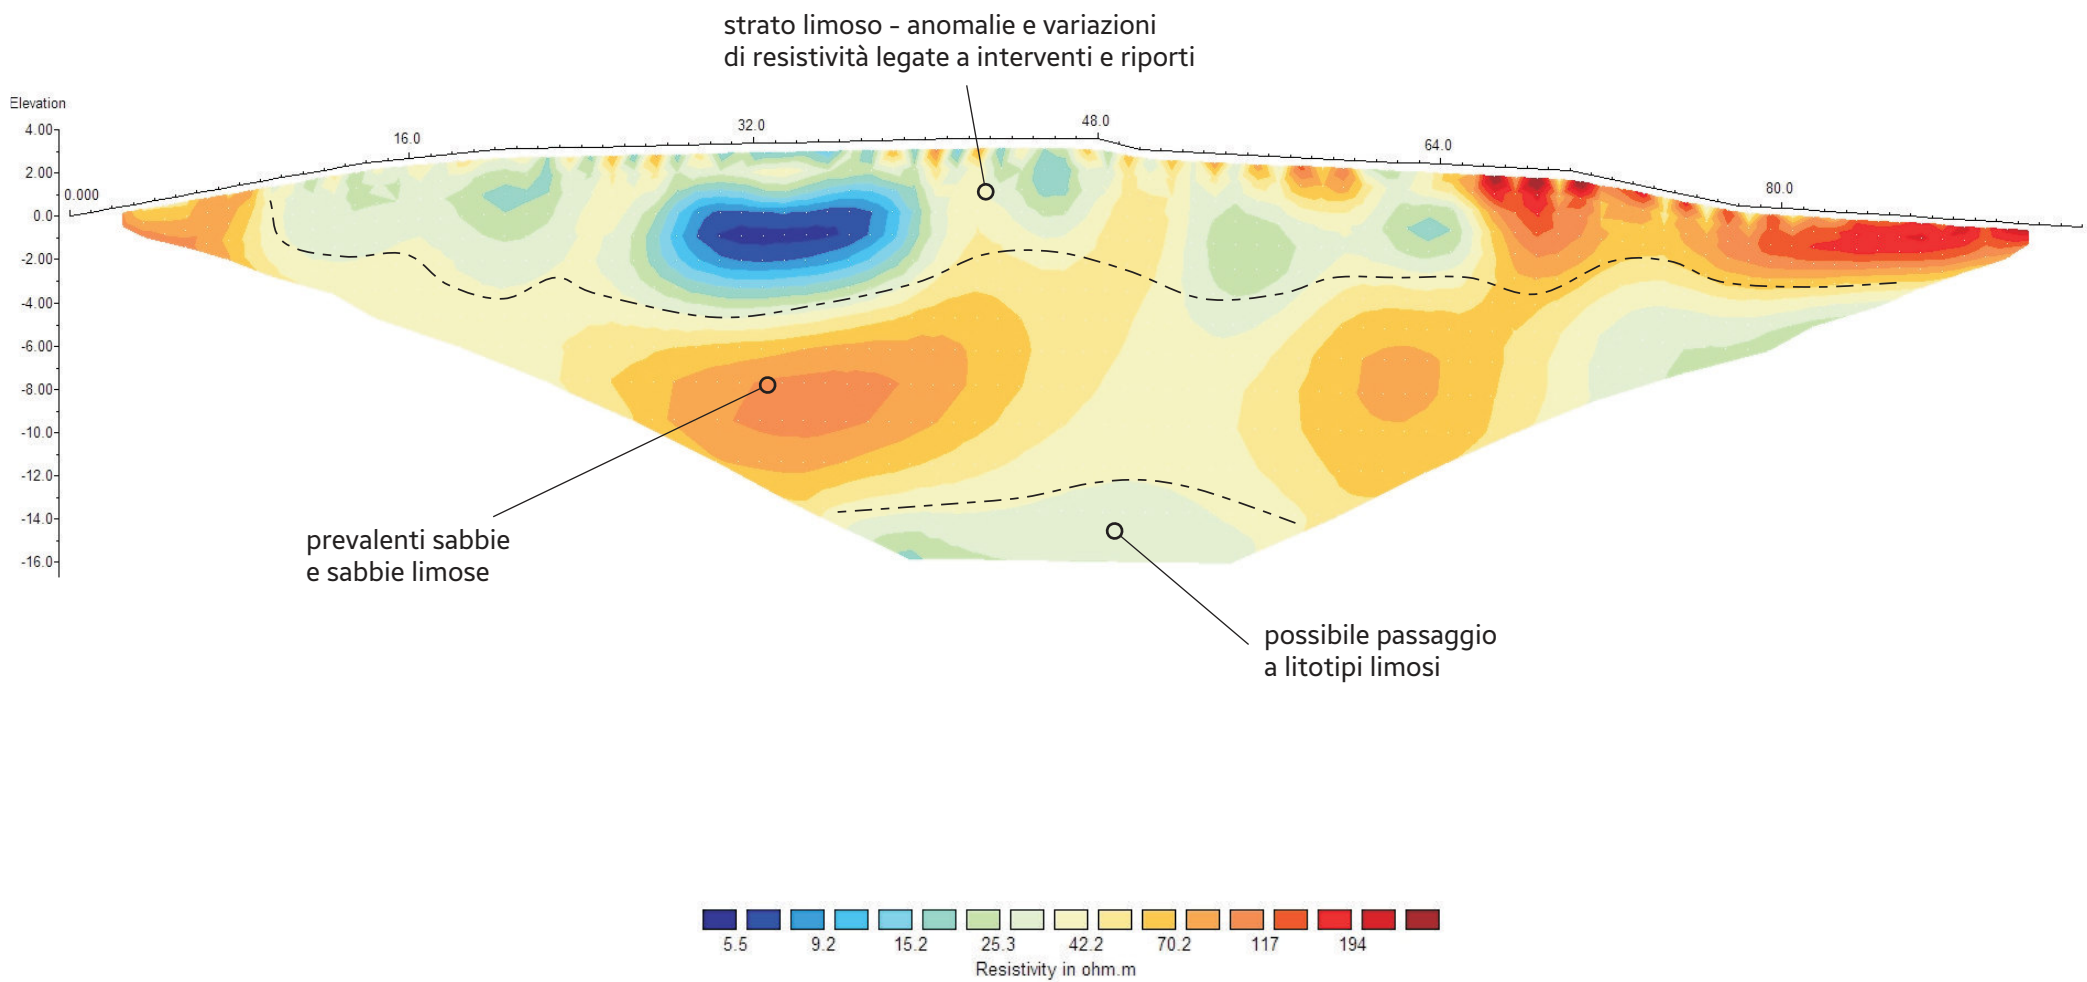 strato limoso - anomalie e variazioni
di resistività legate a interventi e riporti
Elevation
4.00
2.00
0.0
-2.00
-4.00
-6.00
-8.00
-10.0
-12.0
-14.0
-16.0
0.000
16.0
32.0
48.0
64.0
80.0
prevalenti sabbie
e sabbie limose
possibile passaggio
a litotipi limosi
5.5 9.2 15.2 25.3 42.2 70.2 117 194
Resistivity in ohm.m